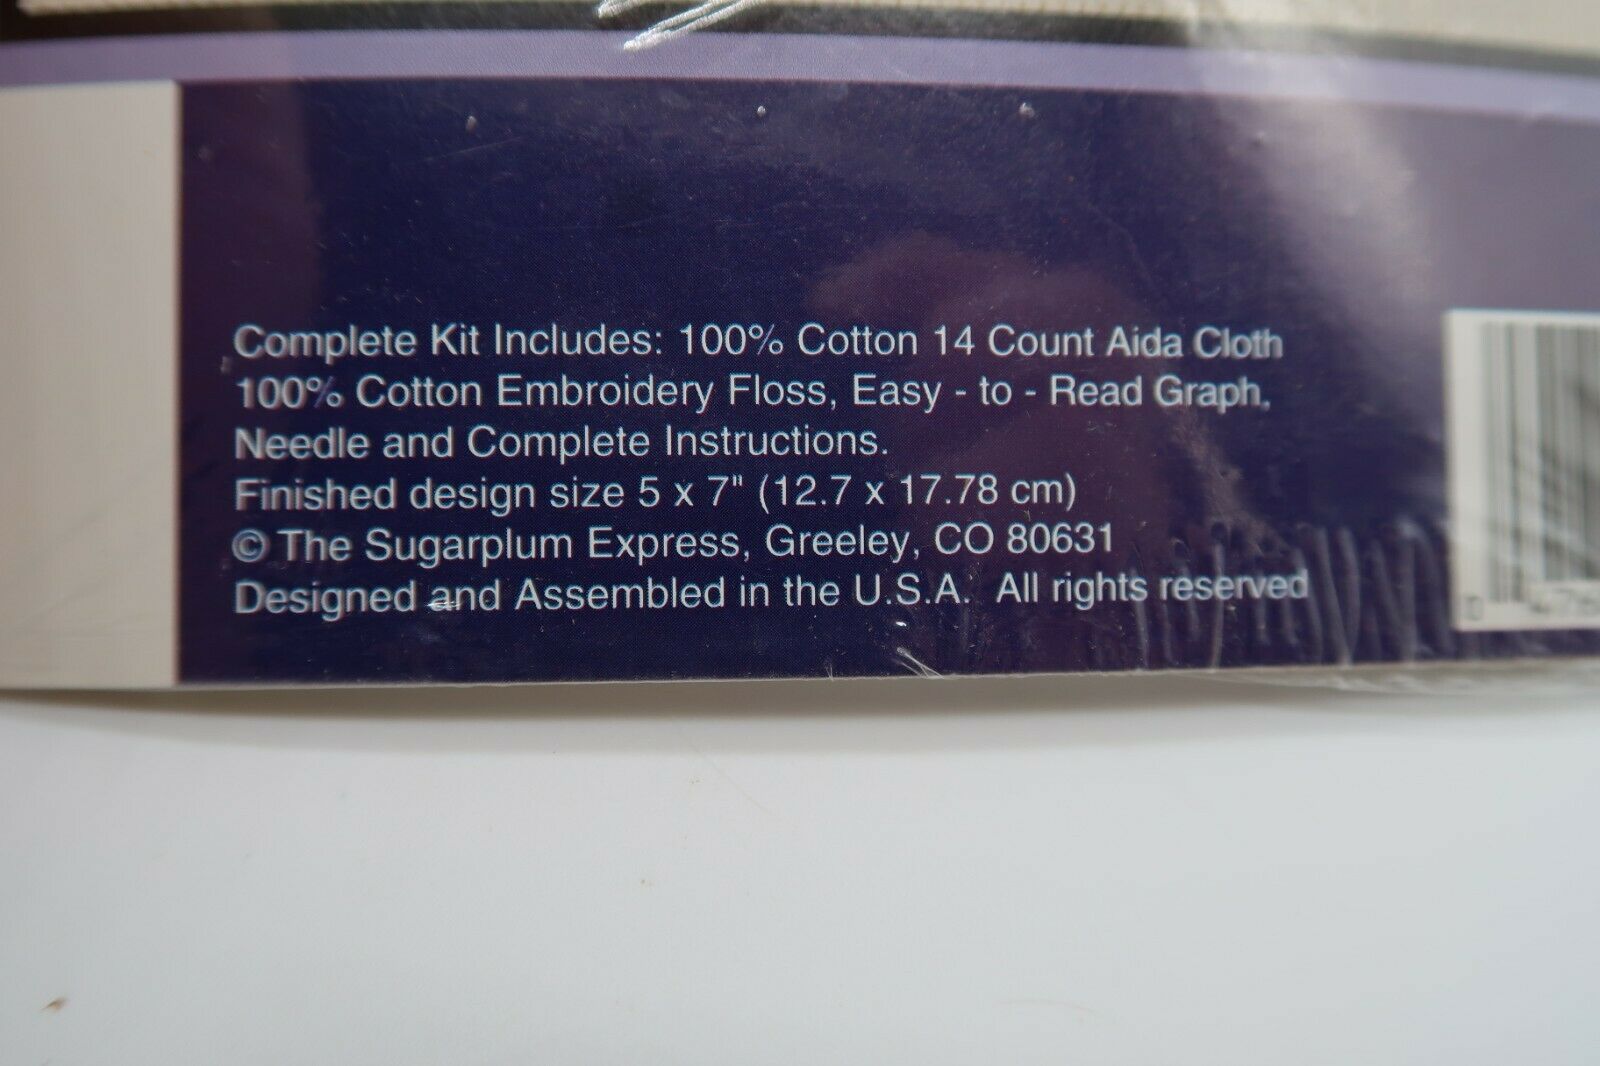 Complete Kit Includes: 100% Cotton 14 Count Aida Cloth
100% Cotton Embroidery Floss, Easy - to - Read Graph,
Needle and Complete Instructions.
Finished design size 5 x 7" (12.7 x 17.78 cm)
© The Sugarplum Express, Greeley, CO 80631
Designed and Assembled in the U.S.A.  All rights reserved
0